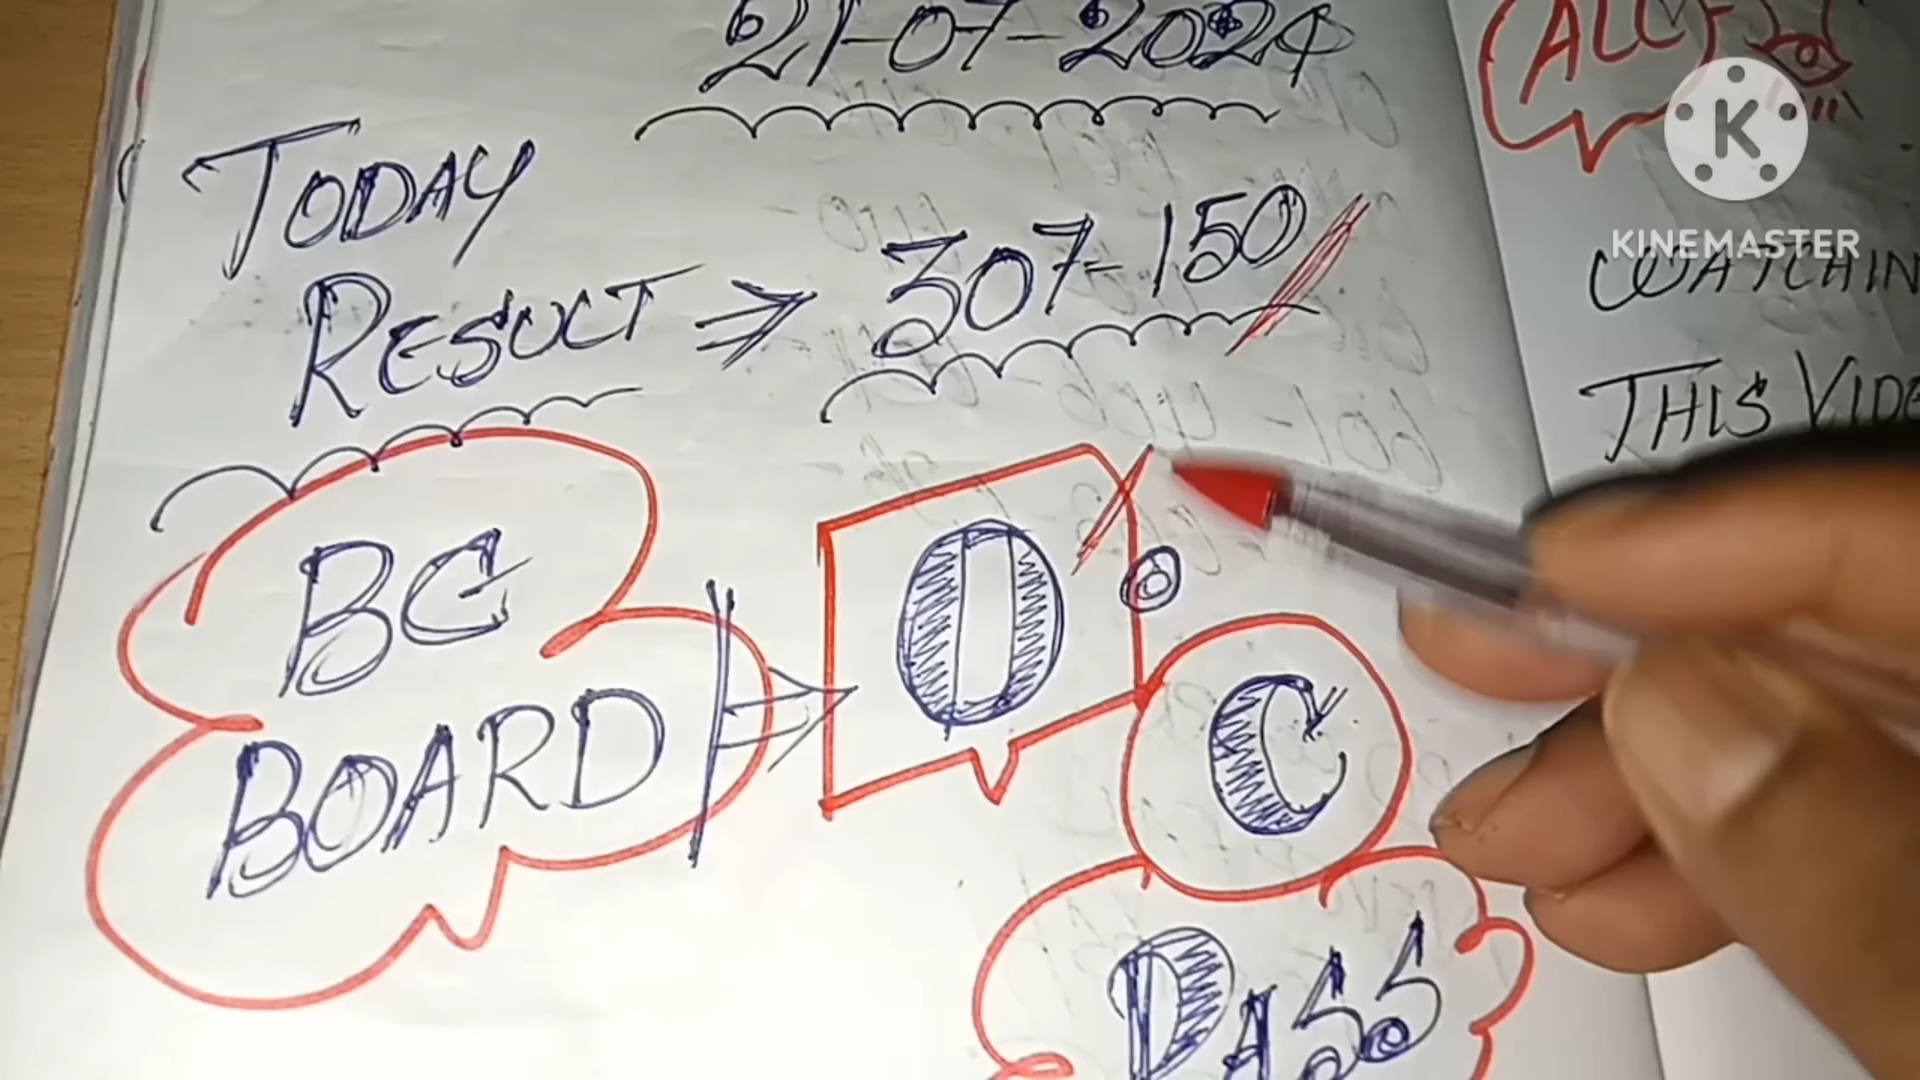 21-07-2024
TODAY
RESULT ⇒ 307-150
BC
BOARD ⇒ 0
C
PASS
ALL
K
KINEMASTER
WATCHIN
THIS VIDE